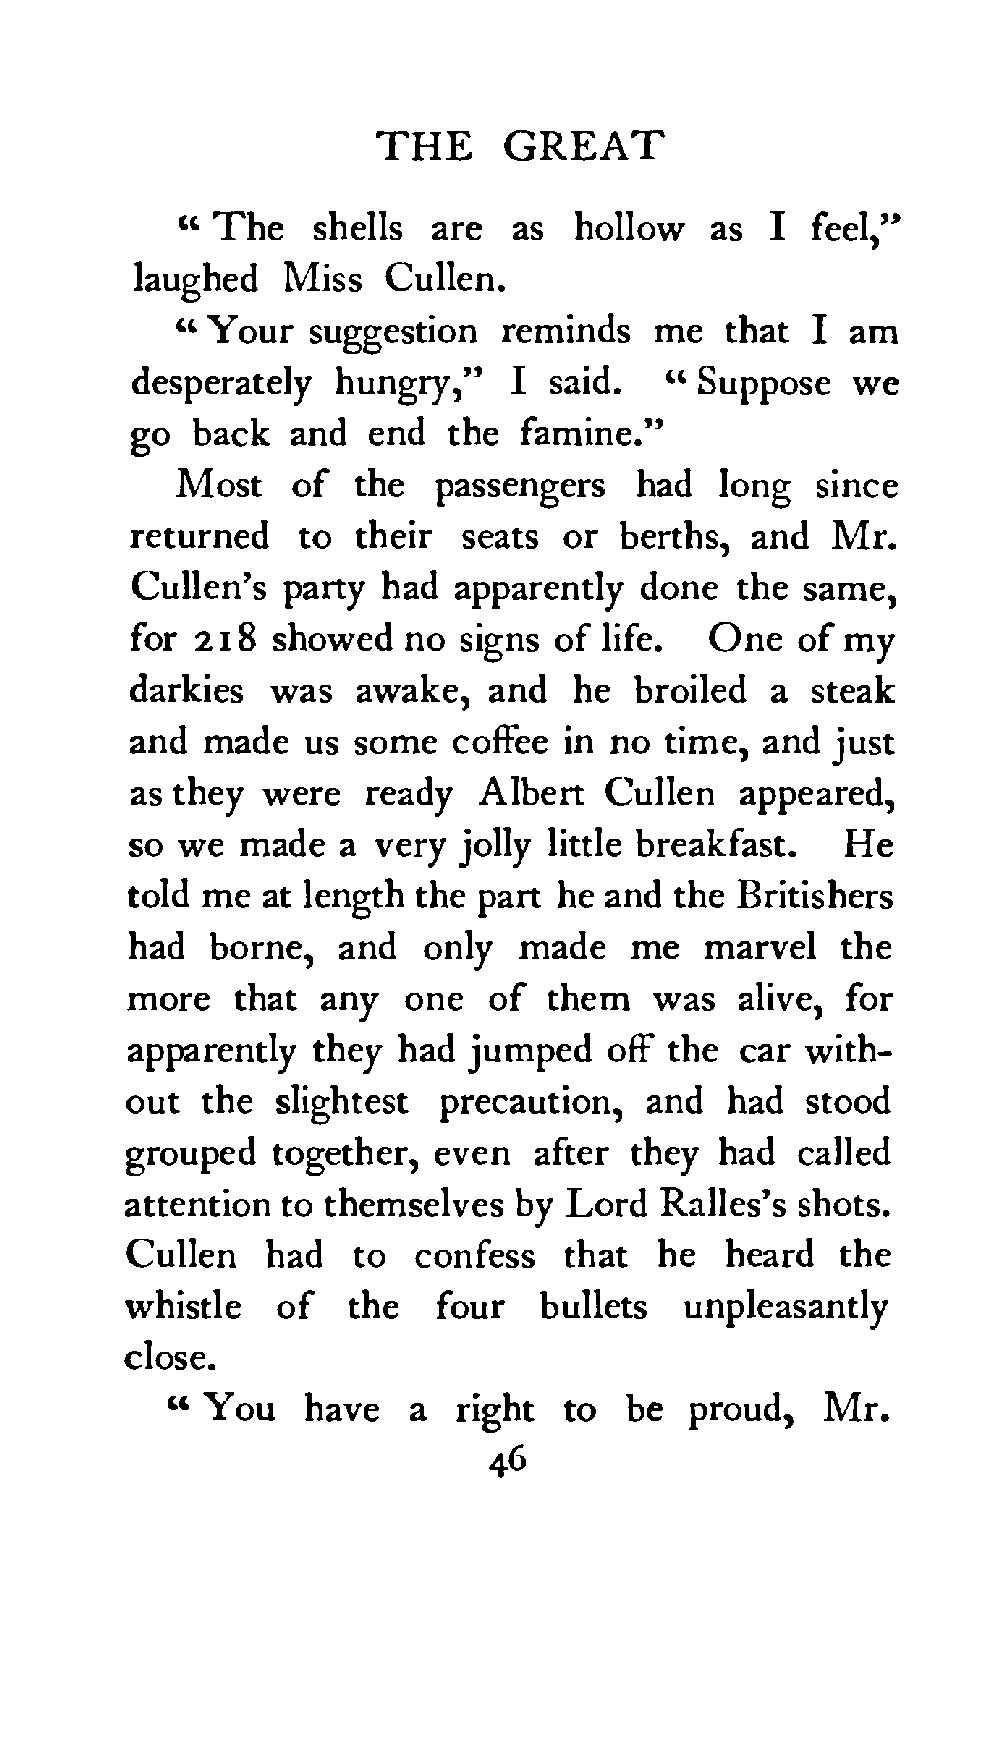 THE GREAT
“ The shells are as hollow as I feel,”
laughed Miss Cullen.
“ Your suggestion reminds me that I am
desperately hungry,” I said. “ Suppose we
go back and end the famine.”
Most of the passengers had long since
returned to their seats or berths, and Mr.
Cullen’s party had apparently done the same,
for 218 showed no signs of life. One of my
darkies was awake, and he broiled a steak
and made us some coffee in no time, and just
as they were ready Albert Cullen appeared,
so we made a very jolly little breakfast. He
told me at length the part he and the Britishers
had borne, and only made me marvel the
more that any one of them was alive, for
apparently they had jumped off the car with-
out the slightest precaution, and had stood
grouped together, even after they had called
attention to themselves by Lord Ralles’s shots.
Cullen had to confess that he heard the
whistle of the four bullets unpleasantly
close.
“ You have a right to be proud, Mr.
46